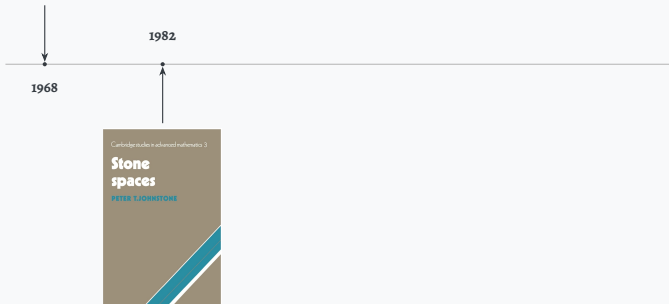 1982
1968
Cambridge studies in advanced mathematics 3
Stone
spaces
PETER T. JOHNSTONE